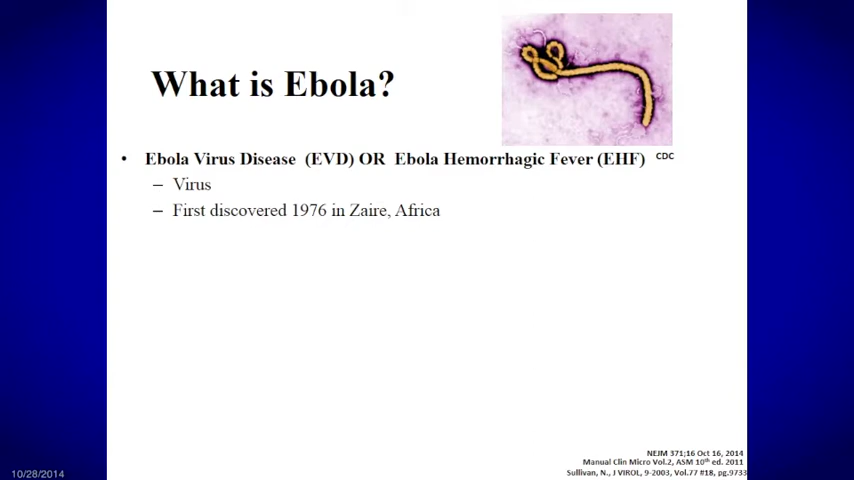 What is Ebola?
• Ebola Virus Disease (EVD) OR Ebola Hemorrhagic Fever (EHF)
CDC
– Virus
– First discovered 1976 in Zaire, Africa
NEJM 371;16 Oct 16, 2014
Manual Clin Micro Vol.2, ASM 10th ed. 2011
Sullivan, N., J VIROL, 9-2003, Vol.77 #18, pg.9733
10/28/2014